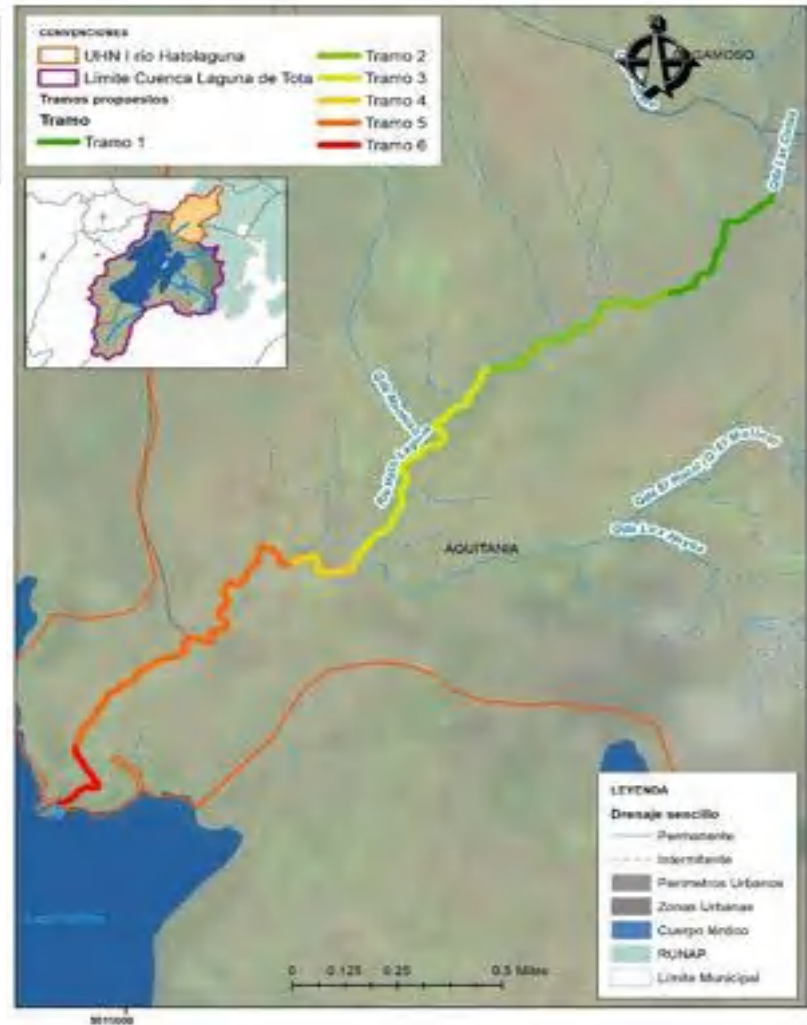 CONVENCIONES
UHN I río Hatolaguna
Límite Cuenca Laguna de Tota
Tramos propuestos
Tramo
Tramo 1
Tramo 2
Tramo 3
Tramo 4
Tramo 5
Tramo 6
AQUITANIA
LEYENDA
Drenaje sencillo
Permanente
Intermitente
Perímetros Urbanos
Zonas Urbanas
Cuerpo léntico
RUNAP
Límite Municipal
0 0.125 0.25 0.5 Miles